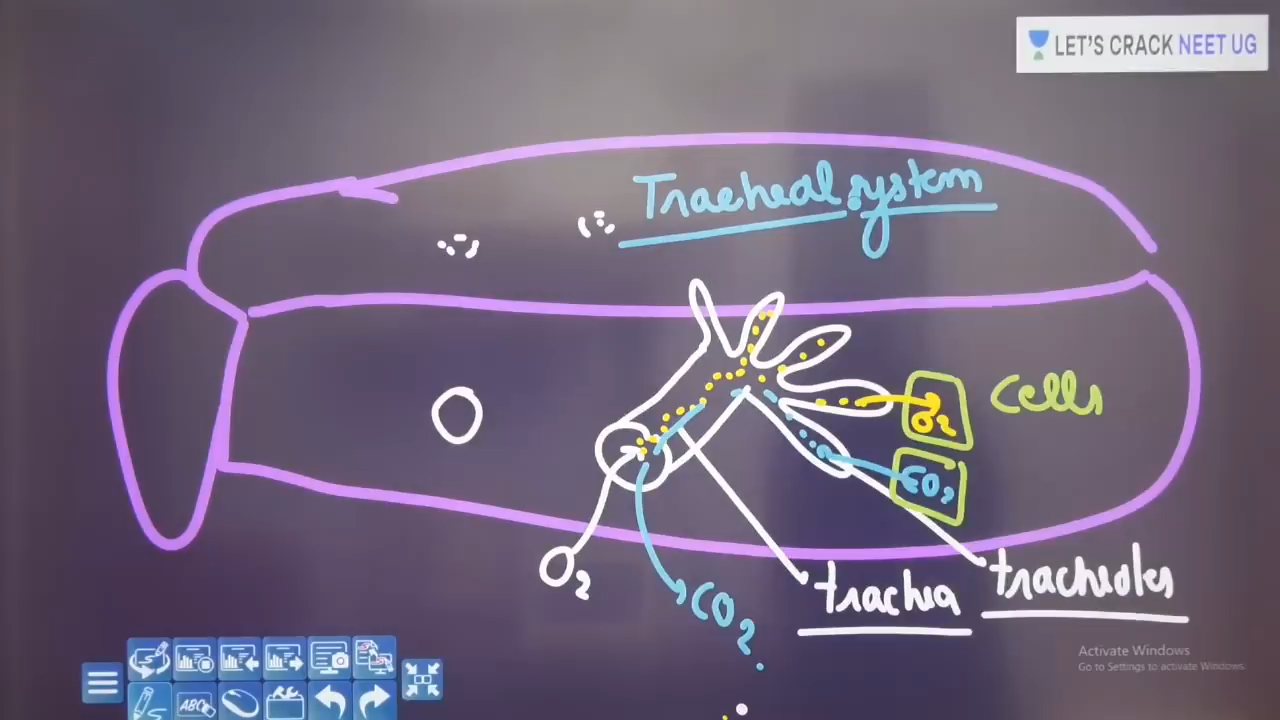 LET'S CRACK NEET UG
Tracheal system
Cells
O2
CO2
O2
CO2
trachea
tracheoles
Activate Windows
Go to Settings to activate Windows.
ABC